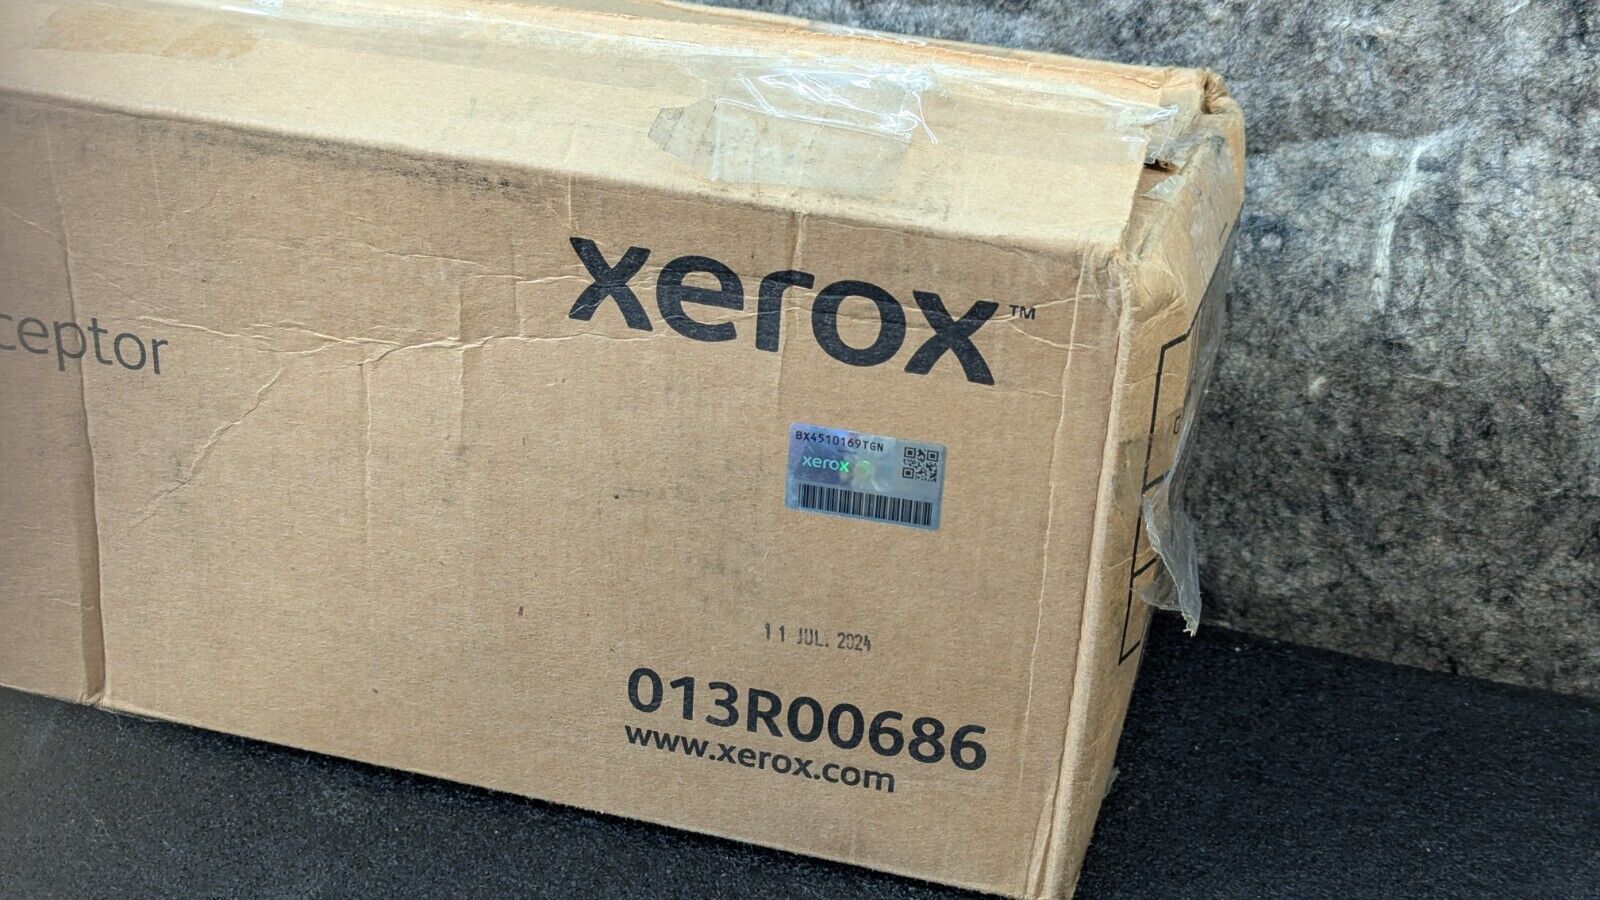 xerox™
ceptor
BX4510169TGN
xerox
11 JUL. 2024
013R00686
www.xerox.com